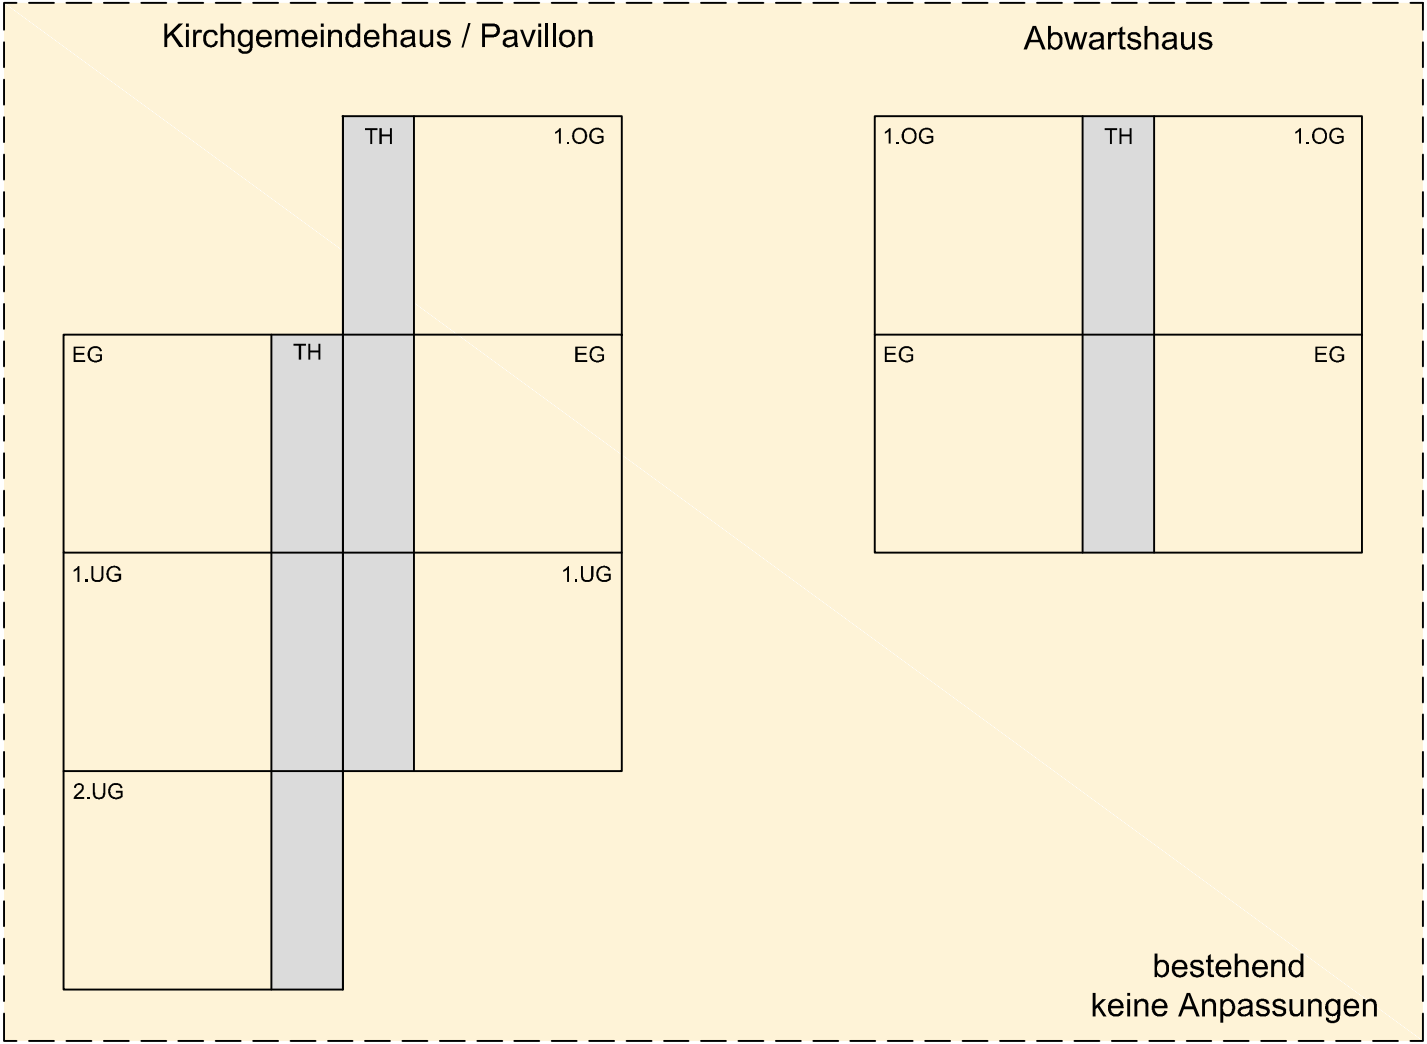 Kirchgemeindehaus / Pavillon
Abwartshaus
TH
1.OG
1.OG
TH
1.OG
EG
TH
EG
EG
EG
1.UG
1.UG
2.UG
bestehend
keine Anpassungen